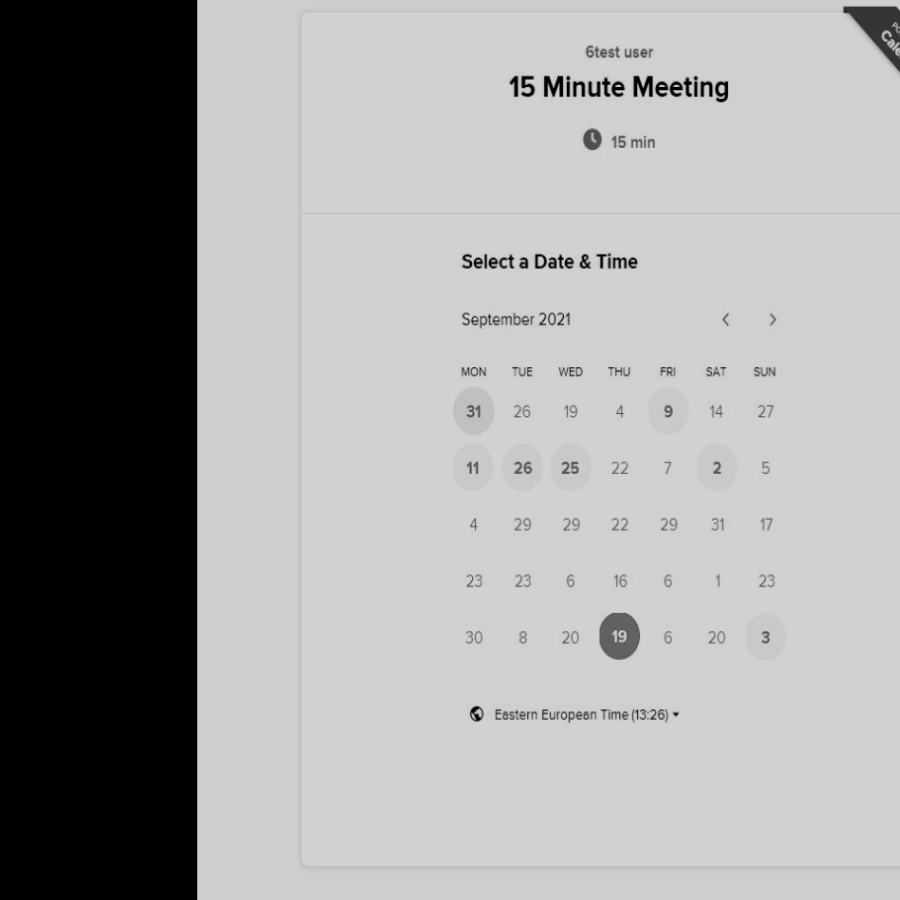 6test user
15 Minute Meeting
15 min
Select a Date & Time
September 2021
MON TUE WED THU FRI SAT SUN
31 26 19 4 9 14 27
11 26 25 22 7 2 5
4 29 29 22 29 31 17
23 23 6 16 6 1 23
30 8 20 19 6 20 3
Eastern European Time (13:26)